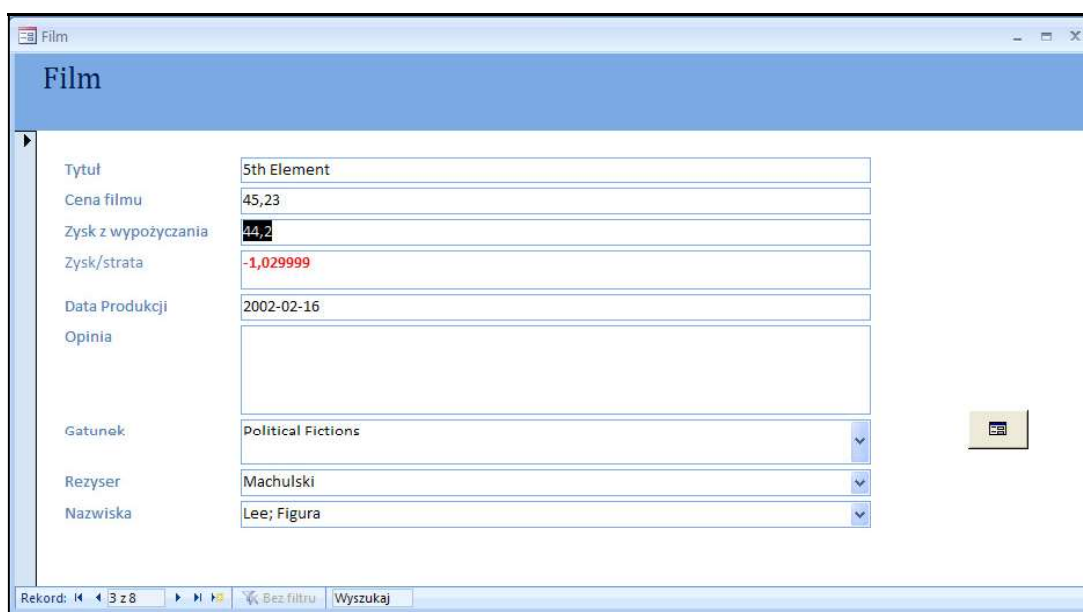 Film
Film
Tytuł 5th Element
Cena filmu 45,23
Zysk z wypożyczania 44,2
Zysk/strata -1,029999
Data Produkcji 2002-02-16
Opinia
Gatunek Political Fictions
Rezyser Machulski
Nazwiska Lee; Figura
Rekord: 3 z 8 Bez filtru Wyszukaj